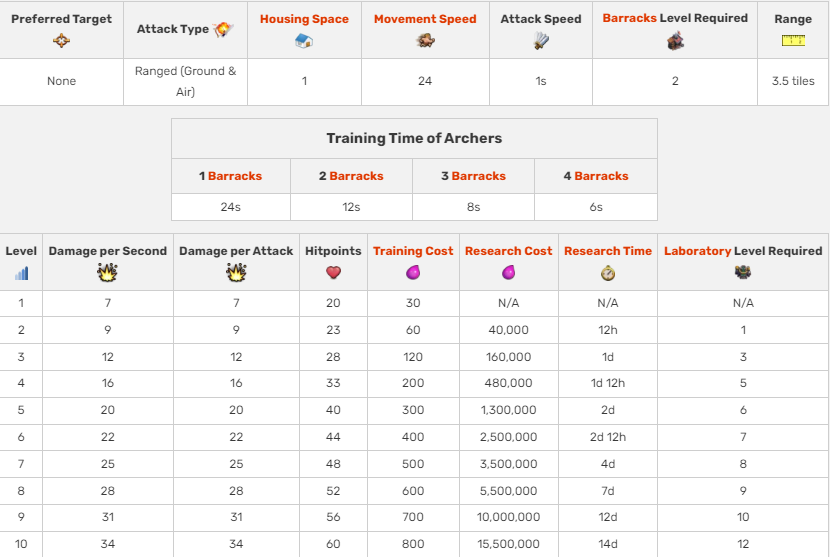 Preferred Target Attack Type Housing Space Movement Speed Attack Speed Barracks Level Required Range
None Ranged (Ground & Air) 1 24 1s 2 3.5 tiles
Training Time of Archers
1 Barracks 2 Barracks 3 Barracks 4 Barracks
24s 12s 8s 6s
Level Damage per Second Damage per Attack Hitpoints Training Cost Research Cost Research Time Laboratory Level Required
1 7 7 20 30 N/A N/A N/A
2 9 9 23 60 40,000 12h 1
3 12 12 28 120 160,000 1d 3
4 16 16 33 200 480,000 1d 12h 5
5 20 20 40 300 1,300,000 2d 6
6 22 22 44 400 2,500,000 2d 12h 7
7 25 25 48 500 3,500,000 4d 8
8 28 28 52 600 5,500,000 7d 9
9 31 31 56 700 10,000,000 12d 10
10 34 34 60 800 15,500,000 14d 12